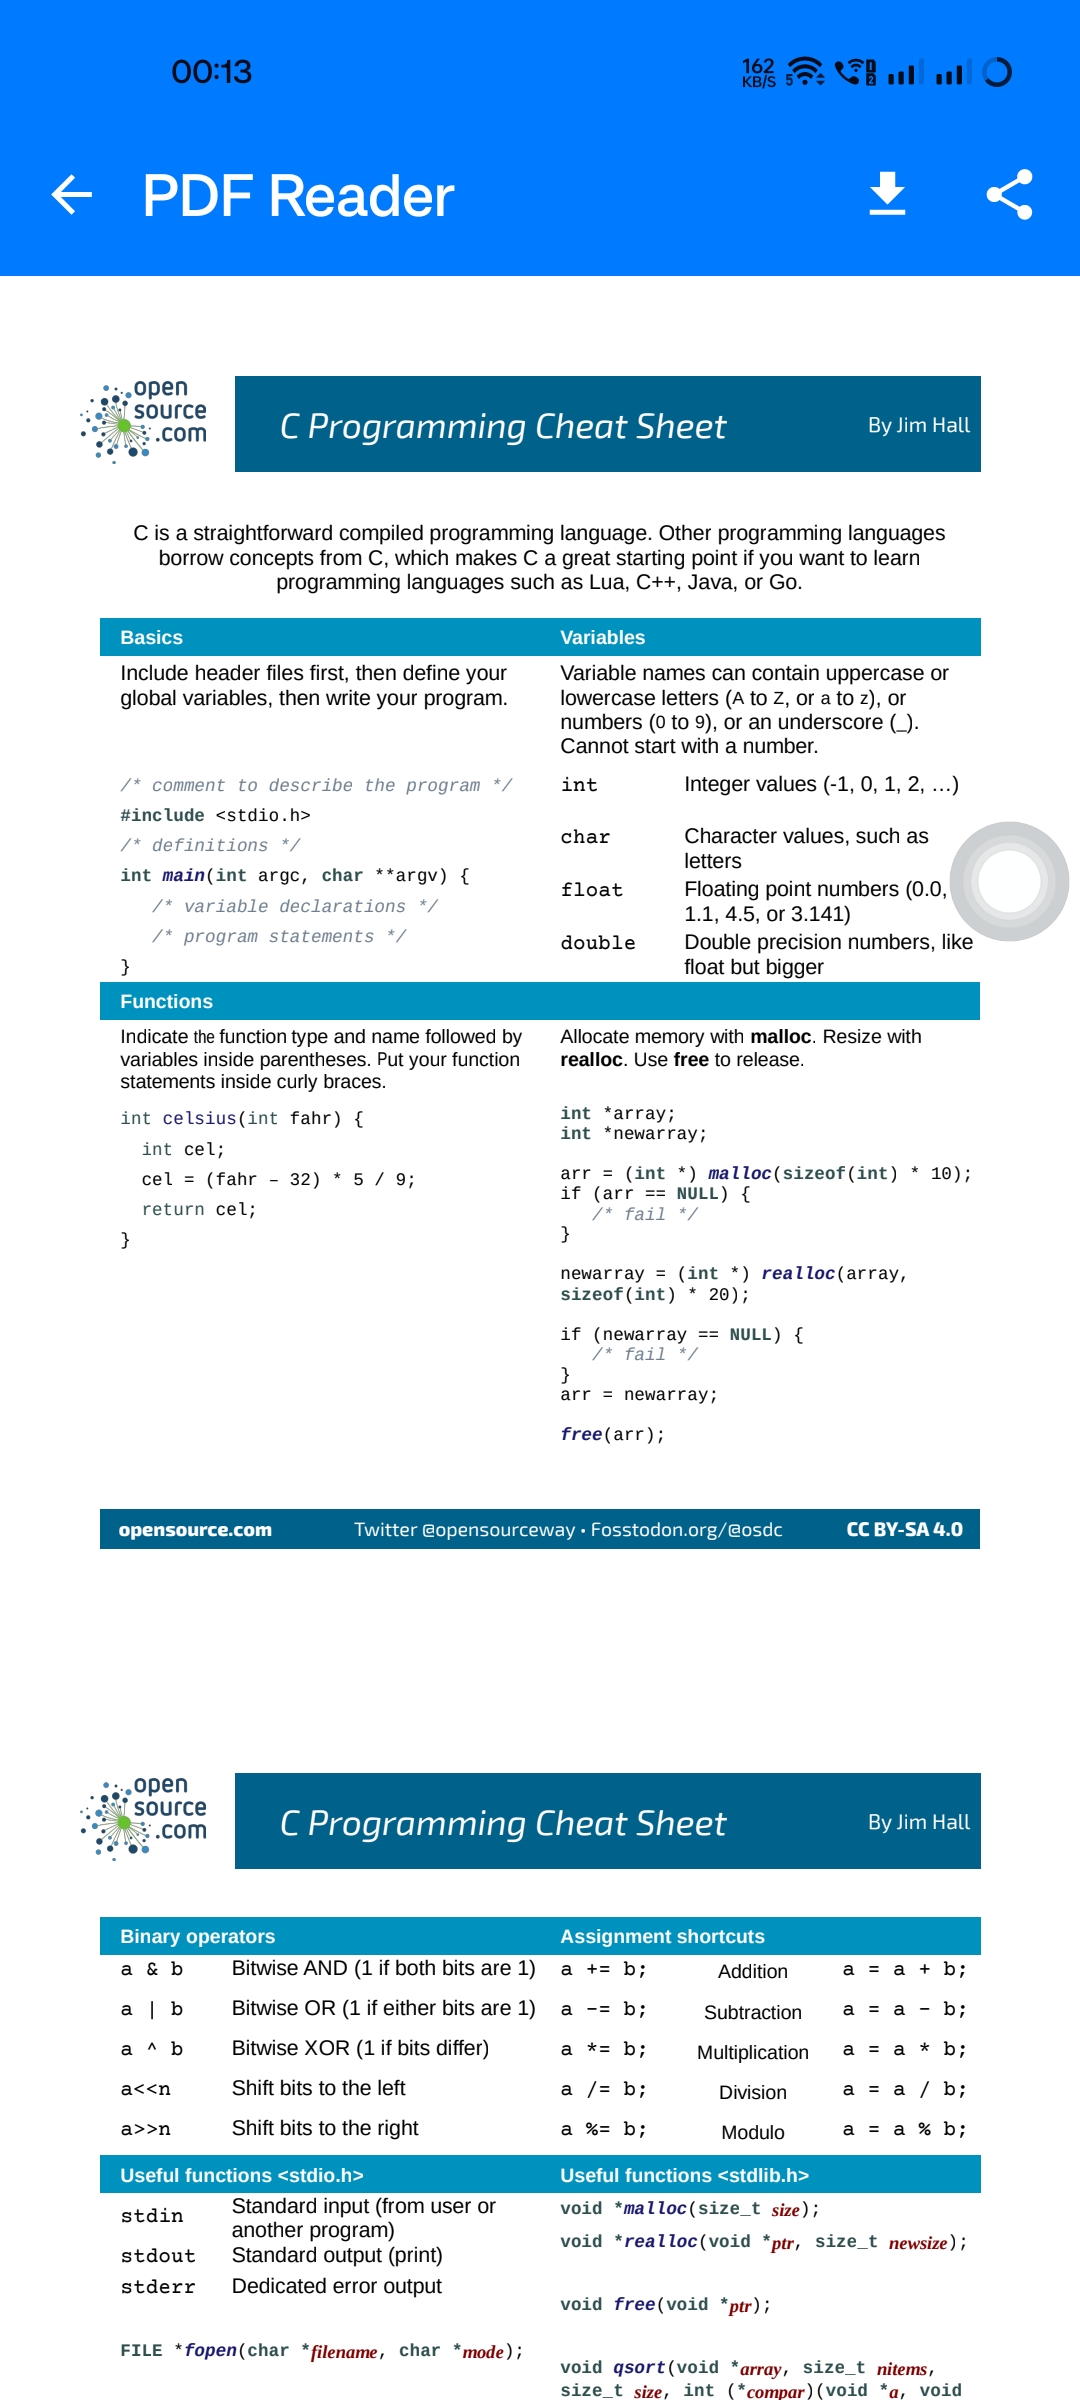 00:13
162
KB/S
5
1
2
PDF Reader
open
source
.com
C Programming Cheat Sheet
By Jim Hall
C is a straightforward compiled programming language. Other programming languages
borrow concepts from C, which makes C a great starting point if you want to learn
programming languages such as Lua, C++, Java, or Go.
Basics
Include header files first, then define your
global variables, then write your program.
/* comment to describe the program */
#include <stdio.h>
/* definitions */
int main(int argc, char **argv) {
/* variable declarations */
/* program statements */
}
Variables
Variable names can contain uppercase or
lowercase letters (A to Z, or a to z), or
numbers (0 to 9), or an underscore (_).
Cannot start with a number.
int Integer values (-1, 0, 1, 2, …)
char Character values, such as
letters
float Floating point numbers (0.0,
1.1, 4.5, or 3.141)
double Double precision numbers, like
float but bigger
Functions
Indicate the function type and name followed by
variables inside parentheses. Put your function
statements inside curly braces.
int celsius(int fahr) {
int cel;
cel = (fahr – 32) * 5 / 9;
return cel;
}
Allocate memory with malloc. Resize with
realloc. Use free to release.
int *array;
int *newarray;
arr = (int *) malloc(sizeof(int) * 10);
if (arr == NULL) {
/* fail */
}
newarray = (int *) realloc(array,
sizeof(int) * 20);
if (newarray == NULL) {
/* fail */
}
arr = newarray;
free(arr);
opensource.com
Twitter @opensourceway • Fosstodon.org/@osdc
CC BY-SA 4.0
open
source
.com
C Programming Cheat Sheet
By Jim Hall
Binary operators
a & b Bitwise AND (1 if both bits are 1)
a | b Bitwise OR (1 if either bits are 1)
a ^ b Bitwise XOR (1 if bits differ)
a<<n Shift bits to the left
a>>n Shift bits to the right
Assignment shortcuts
a += b; Addition a = a + b;
a −= b; Subtraction a = a − b;
a *= b; Multiplication a = a * b;
a /= b; Division a = a / b;
a %= b; Modulo a = a % b;
Useful functions <stdio.h>
stdin Standard input (from user or
another program)
stdout Standard output (print)
stderr Dedicated error output
FILE *fopen(char *filename, char *mode);
Useful functions <stdlib.h>
void *malloc(size_t size);
void *realloc(void *ptr, size_t newsize);
void free(void *ptr);
void qsort(void *array, size_t nitems,
size_t size, int (*compar)(void *a, void